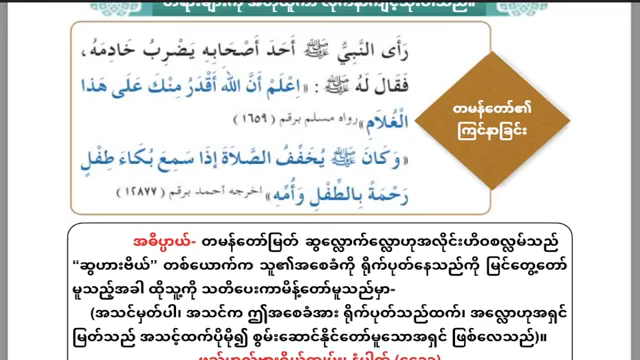 رَأَى النَّبِيُّ ﷺ أَحَدَ أَصْحَابِهِ يَضْرِبُ خَادِمَهُ،
فَقَالَ لَهُ ﷺ : «اِعْلَمْ أَنَّ اللهَ أَقْدَرُ مِنْكَ عَلَى هَذَا
الْغُلَامِ» رواه مسلم برقم (١٦٥٩)
«وَكَانَ ﷺ يُخَفِّفُ الصَّلَاةَ إِذَا سَمِعَ بُكَاءَ طِفْلٍ
رَحْمَةً بِالطِّفْلِ وَأُمِّهِ» اخرجه أحمد برقم (١٢٨٧٧)
တမန်တော်၏
ကြင်နာခြင်း
အဓိပ္ပာယ်- တမန်တော်မြတ် ဆွလ္လောက်လ္လောဟုအလိုင်းဟိဝစလ္လမ်သည်
“ဆွဟားဗီယ်” တစ်ယောက်က သူ၏အစေခံကို ရိုက်ပုတ်နေသည်ကို မြင်တွေ့တော်
မူသည့်အခါ ထိုသူ့ကို သတိပေးကာမိန့်တော်မူသည်မှာ-
(အသင်မှတ်ပါ၊ အသင်က ဤအစေခံအား ရိုက်ပုတ်သည်ထက်၊ အလ္လောဟုအရှင်
မြတ်သည် အသင့်ထက်ပိုမို၍ စွမ်းဆောင်နိုင်တော်မူသောအရှင် ဖြစ်လေသည်)။